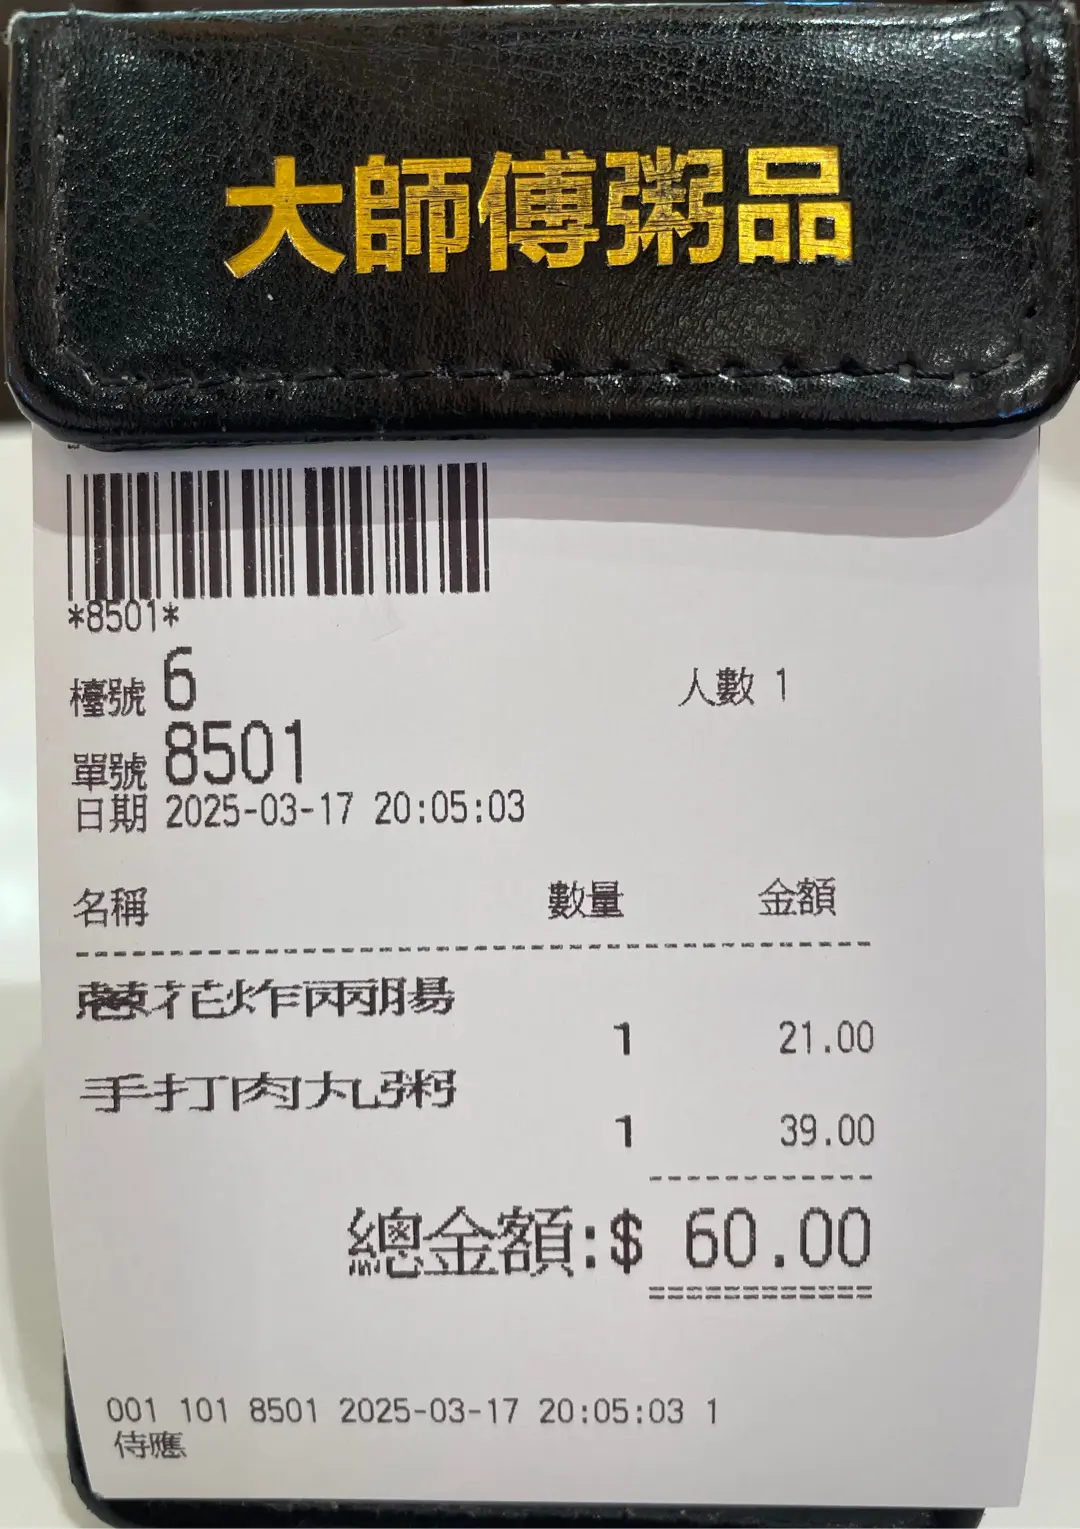 大師傅粥品
*8501*
檯號 6 人數 1
單號 8501
日期 2025-03-17 20:05:03
名稱 數量 金額
蔥花炸兩腸
1 21.00
手打肉丸粥
1 39.00
總金額:$ 60.00
001 101 8501 2025-03-17 20:05:03 1
侍應